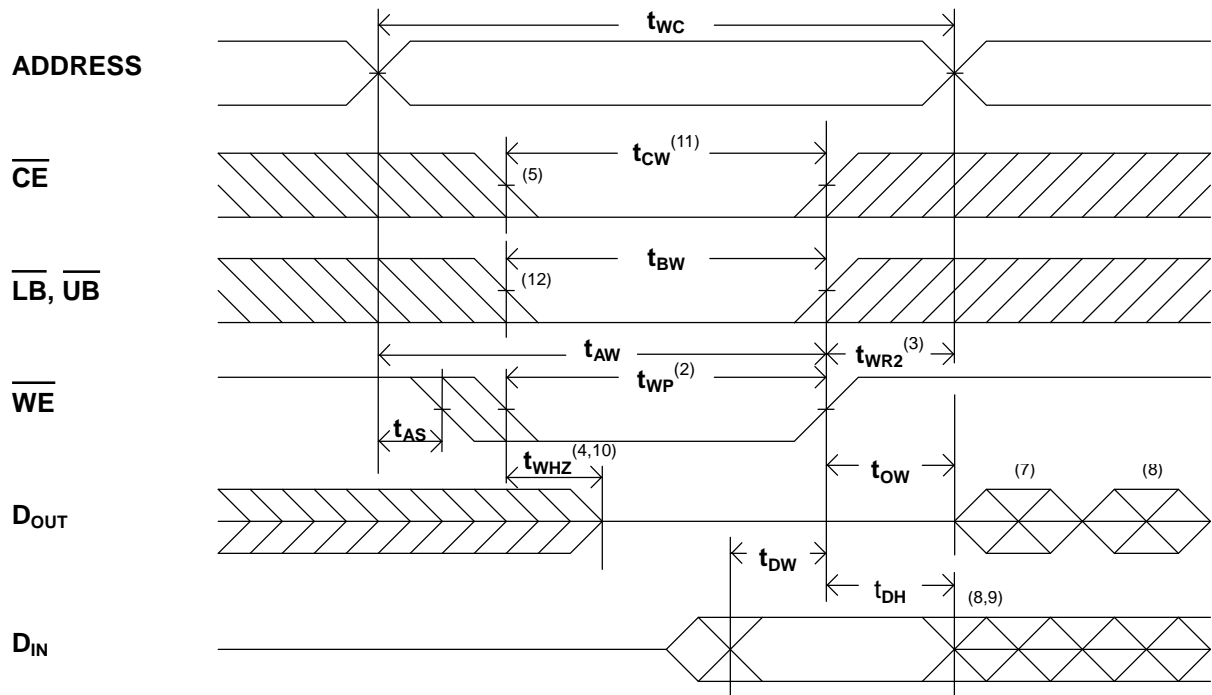 tWC
ADDRESS
CE
tCW(11)
(5)
LB, UB
tBW
(12)
tAW
tWR2(3)
WE
tWP(2)
tAS
tWHZ(4,10)
tOW
(7)
(8)
DOUT
tDW
tDH
(8,9)
DIN